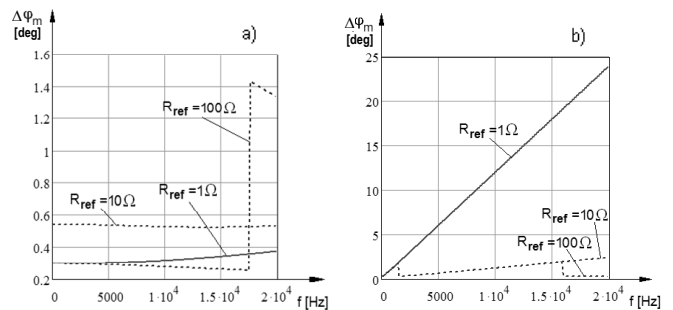 Δφm
[deg]
a)
1.6
1.4
1.2
1
0.8
0.6
0.4
0.2
Rref =100Ω
Rref =1Ω
Rref =10Ω
0
5000
1·10⁴
1.5·10⁴
2·10⁴
f [Hz]
Δφm
[deg]
b)
25
20
15
10
5
0
Rref =1Ω
Rref =10Ω
Rref =100Ω
0
5000
1·10⁴
1.5·10⁴
2·10⁴
f [Hz]